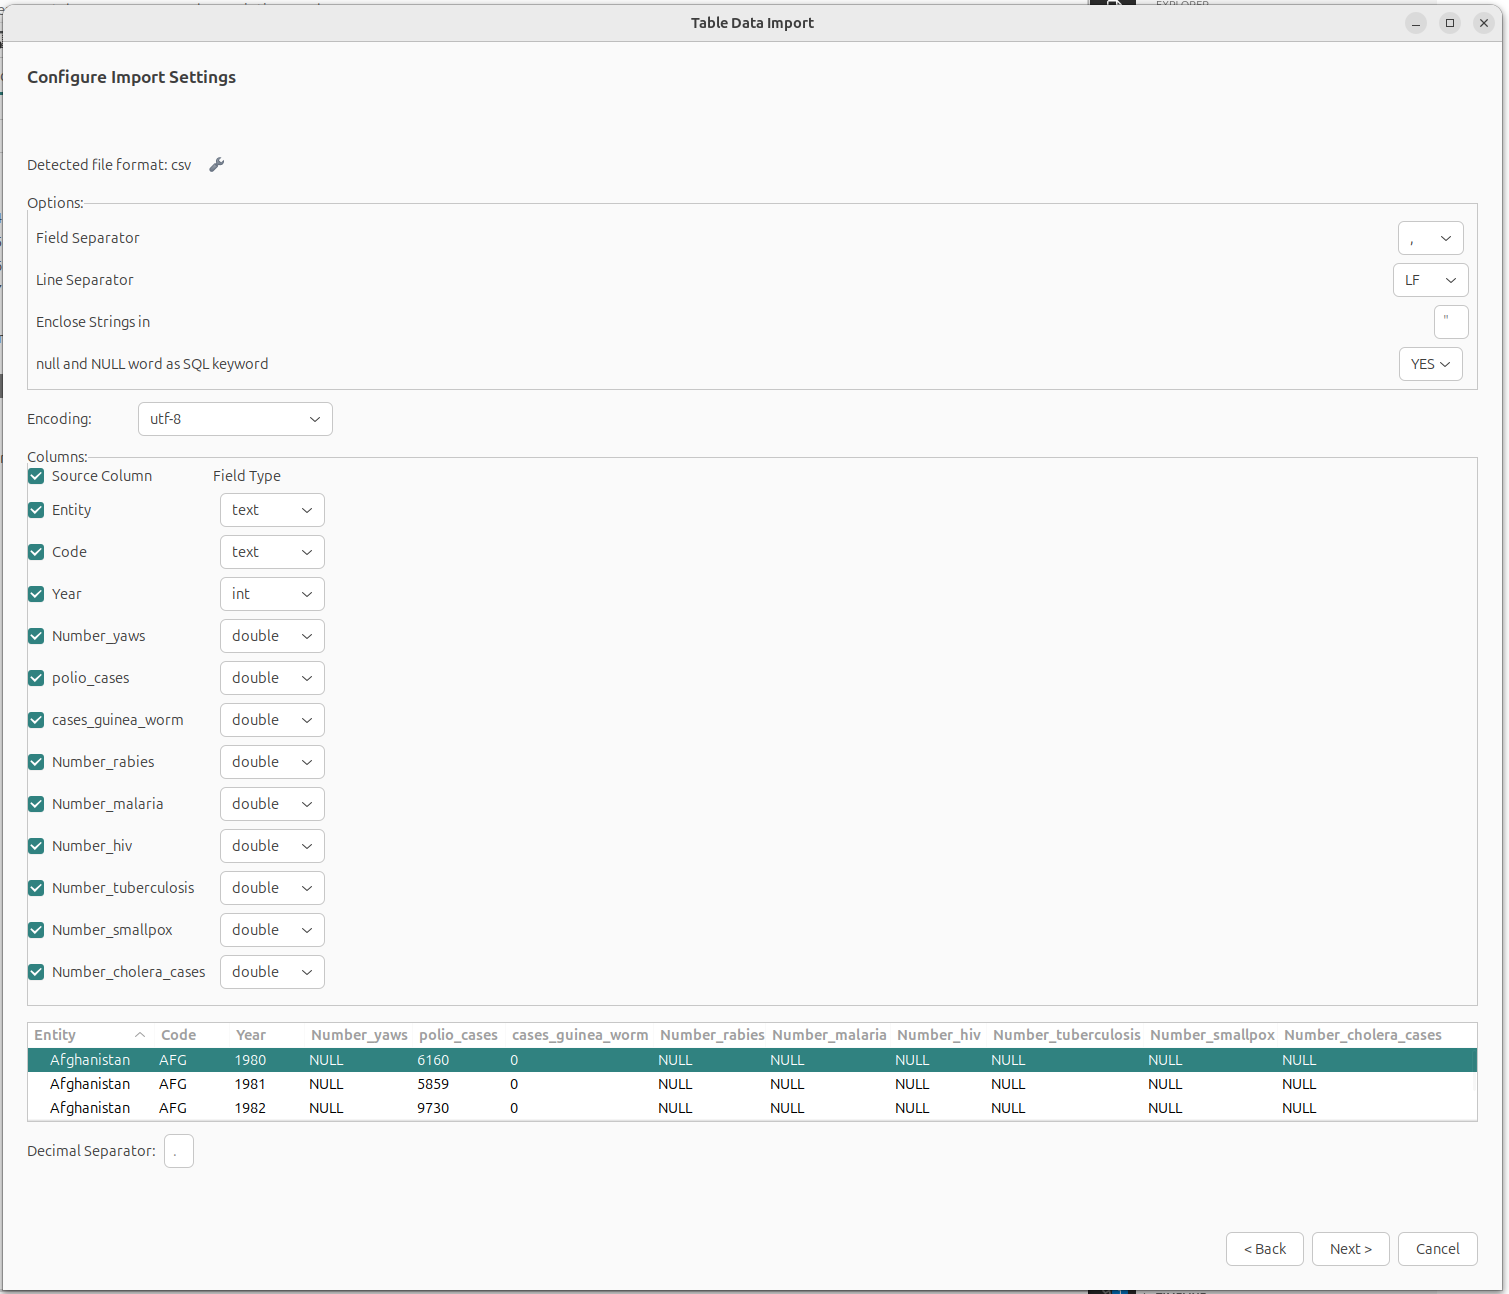 Table Data Import
Configure Import Settings
Detected file format: csv
Options:
Field Separator ,
Line Separator LF
Enclose Strings in "
null and NULL word as SQL keyword YES
Encoding: utf-8
Columns:
Source Column Field Type
Entity text
Code text
Year int
Number_yaws double
polio_cases double
cases_guinea_worm double
Number_rabies double
Number_malaria double
Number_hiv double
Number_tuberculosis double
Number_smallpox double
Number_cholera_cases double
Entity Code Year Number_yaws polio_cases cases_guinea_worm Number_rabies Number_malaria Number_hiv Number_tuberculosis Number_smallpox Number_cholera_cases
Afghanistan AFG 1980 NULL 6160 0 NULL NULL NULL NULL NULL NULL
Afghanistan AFG 1981 NULL 5859 0 NULL NULL NULL NULL NULL NULL
Afghanistan AFG 1982 NULL 9730 0 NULL NULL NULL NULL NULL NULL
Decimal Separator: .
< Back Next > Cancel